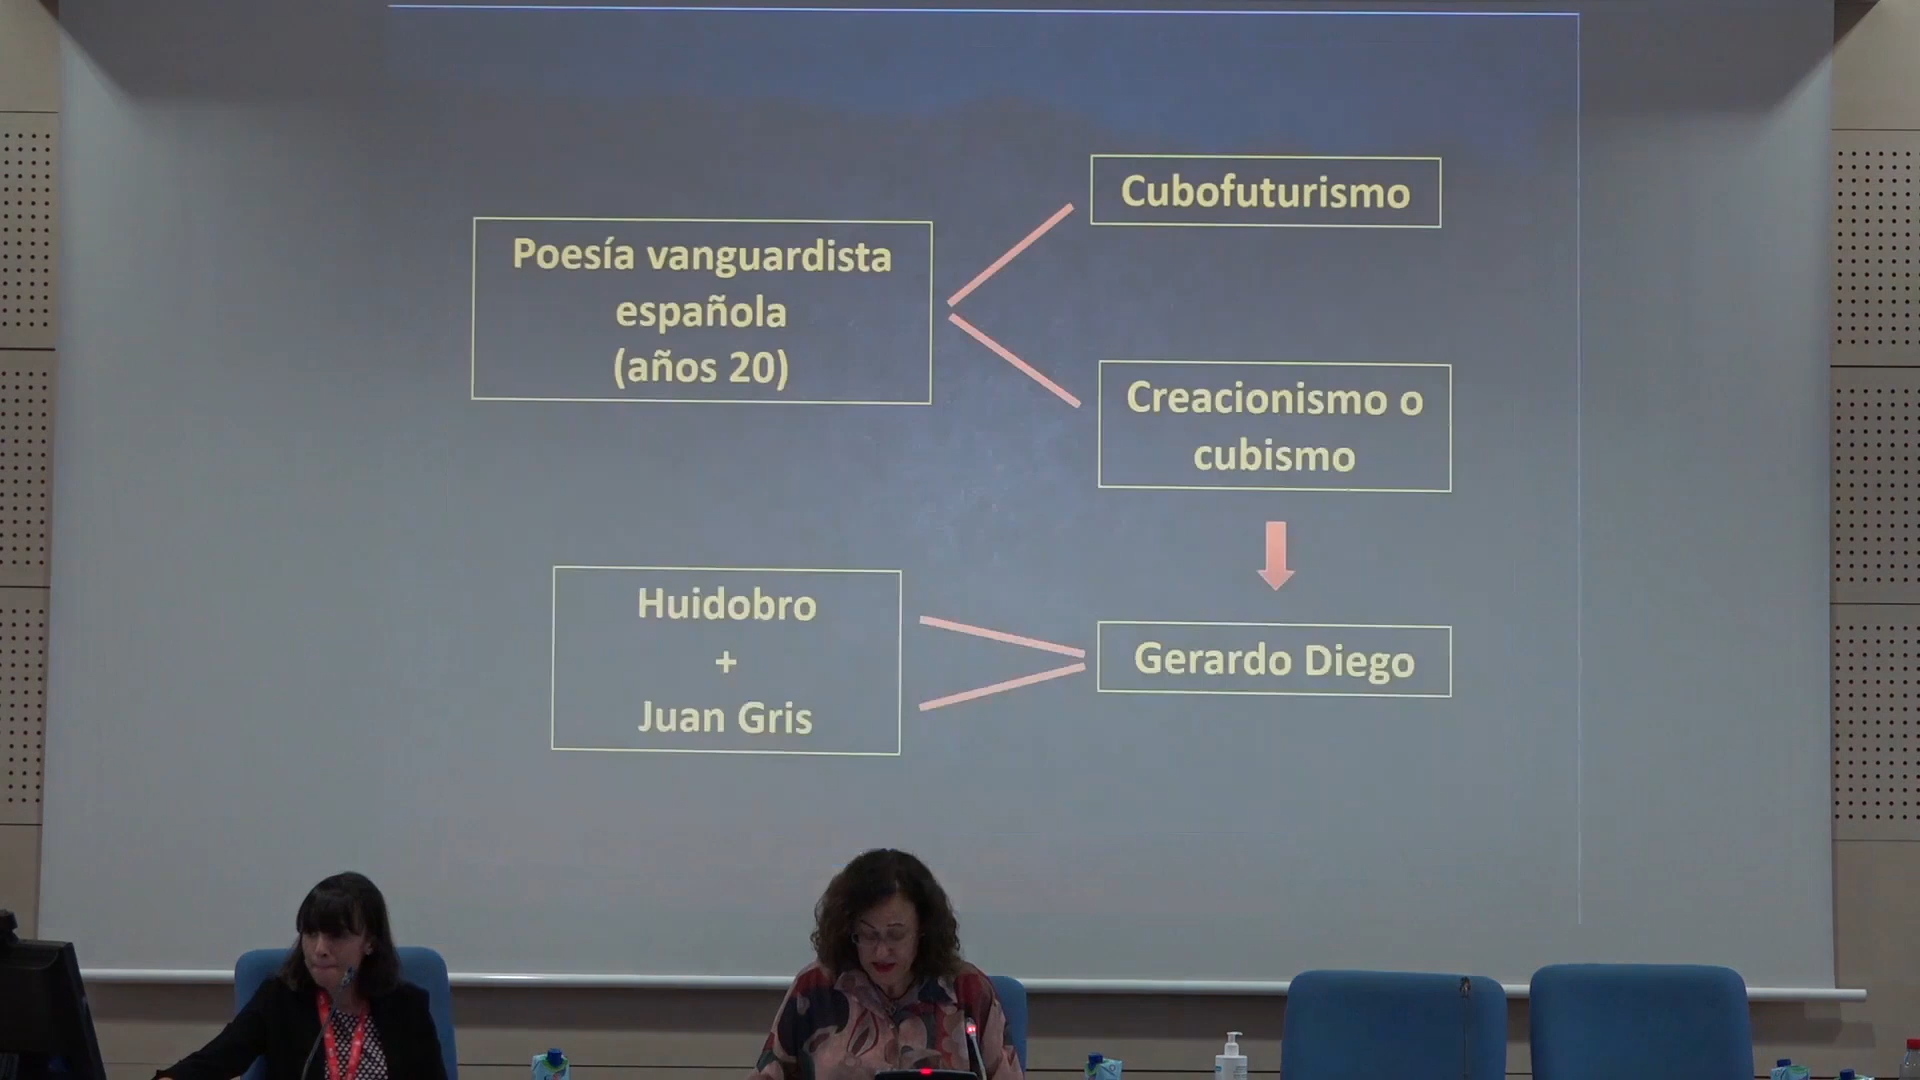 Poesía vanguardista
española
(años 20)
Cubofuturismo
Creacionismo o
cubismo
Huidobro
+
Juan Gris
Gerardo Diego